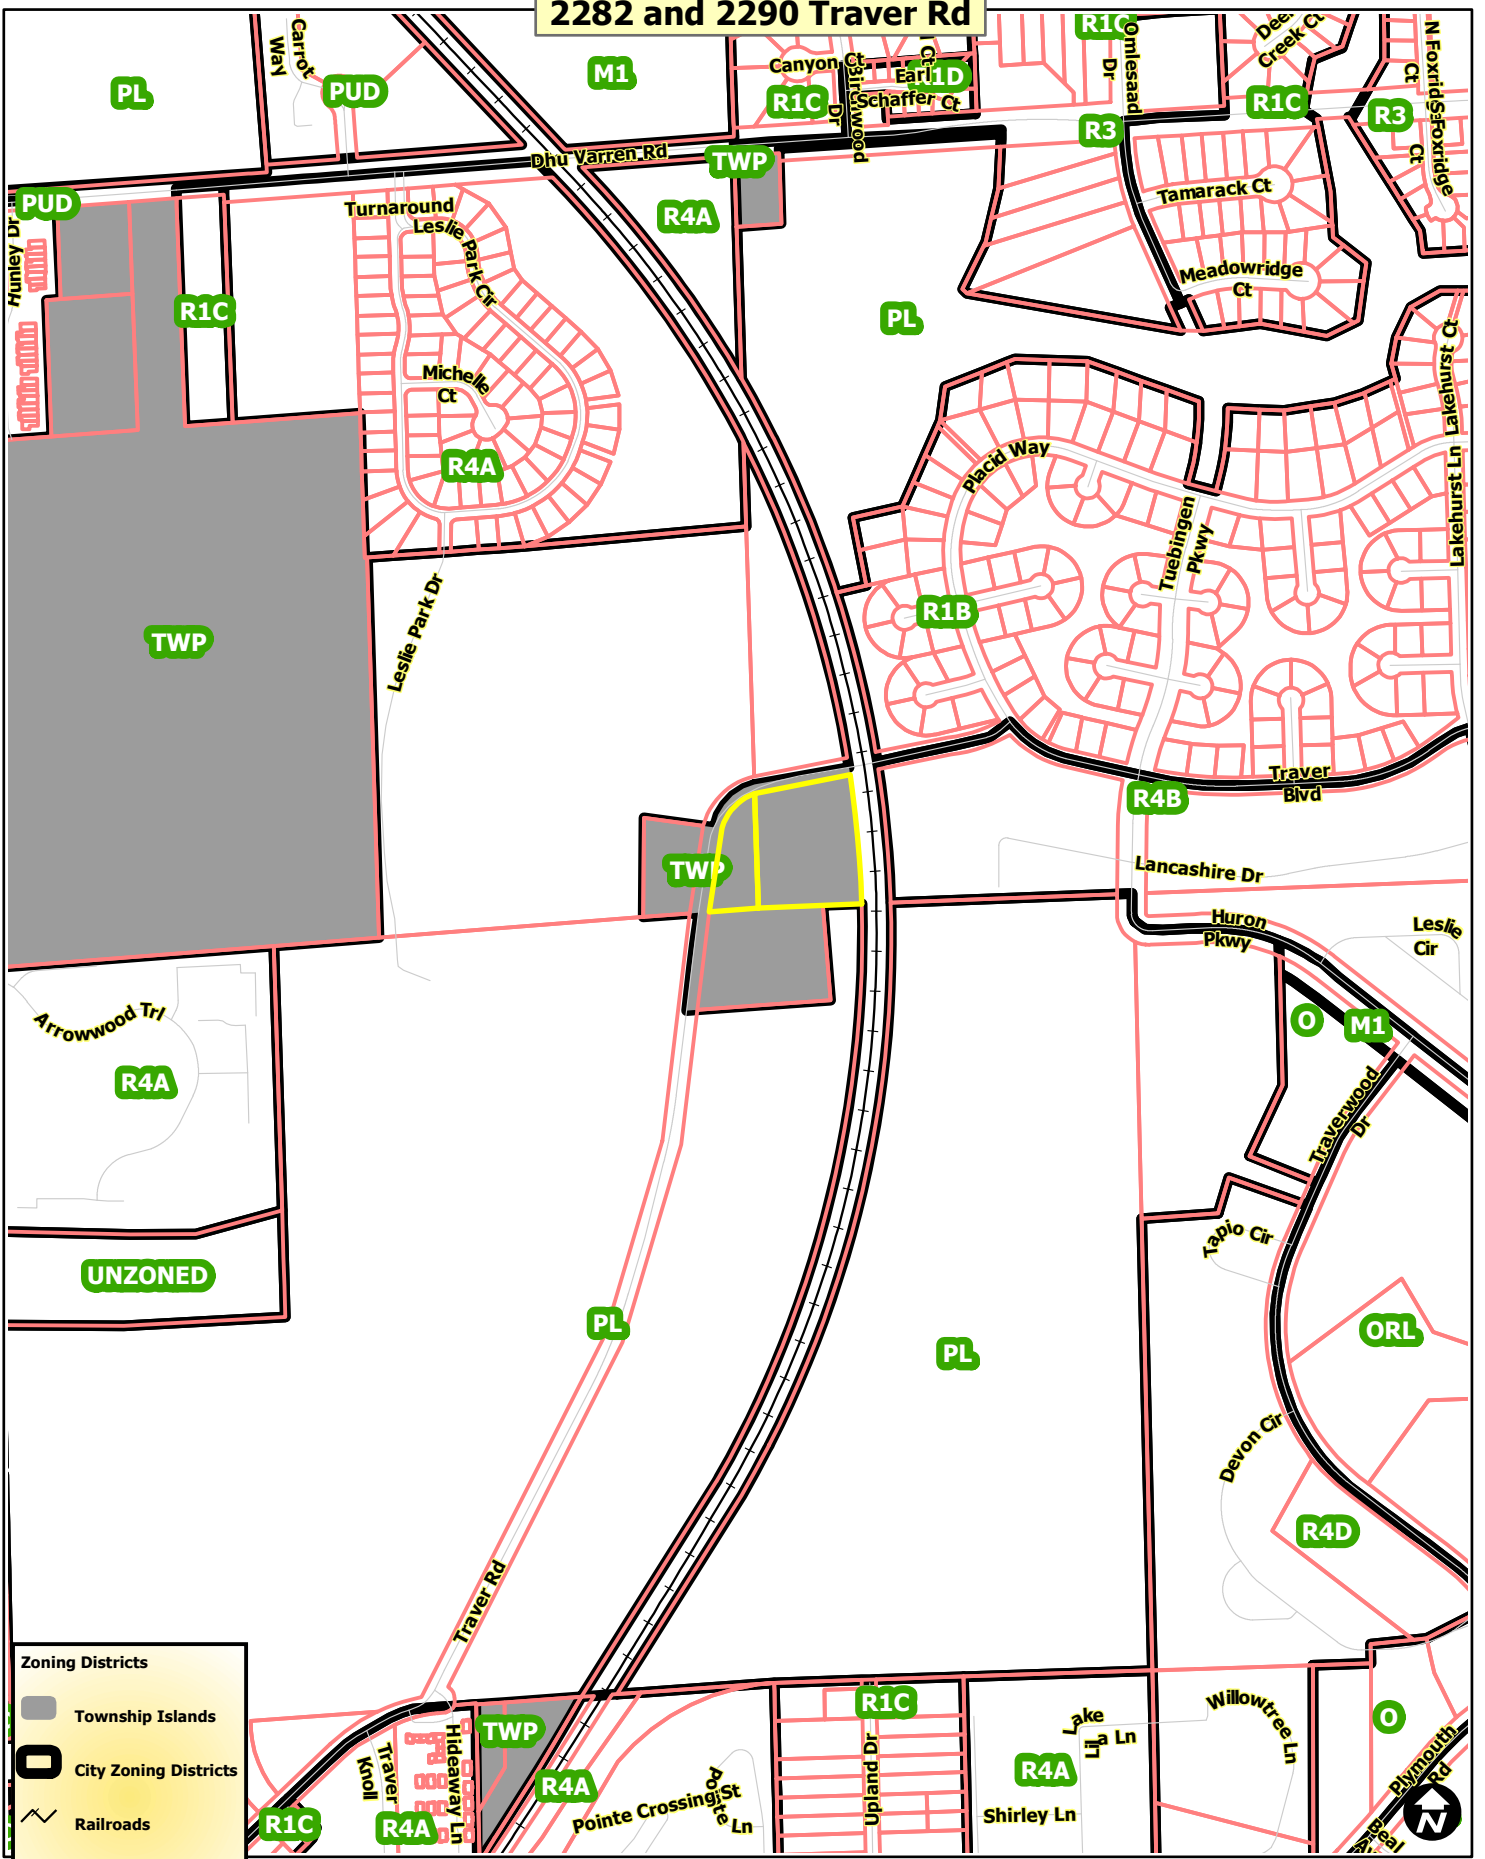 2282 and 2290 Traver Rd
PL
Carrot
Way
PUD
M1
Canyon Ct
R1C
Earl Ct
R1D
Schaffer Ct
Birchwood
Dr
R1C
Omlesaad
Dr
Deer
Creek Ct
R1C
N Foxridge
Ct
R3
S Foxridge
Ct
R3
Dhu Varren Rd
TWP
PUD
Hunley Dr
Turnaround
Leslie Park Cir
R4A
Tamarack Ct
Meadowridge
Ct
R1C
PL
Lakehurst Ct
Michelle
Ct
R4A
Placid Way
Lakehurst Ln
Tuebingen
Pkwy
Leslie Park Dr
R1B
TWP
Traver
Blvd
R4B
TWP
Lancashire Dr
Huron
Pkwy
Leslie
Cir
Arrowwood Trl
O
M1
R4A
Traverwood
Dr
Tapio Cir
UNZONED
PL
PL
ORL
Devon Cir
R4D
Traver Rd
Zoning Districts
Township Islands
City Zoning Districts
Railroads
R1C
Traver
Knoll
R4A
Hideaway Ln
TWP
R4A
Pointe Crossing St
Pointe Ln
R1C
Upland Dr
Lake
Lila Ln
R4A
Shirley Ln
Willowtree Ln
O
Plymouth
Rd
Beal
N